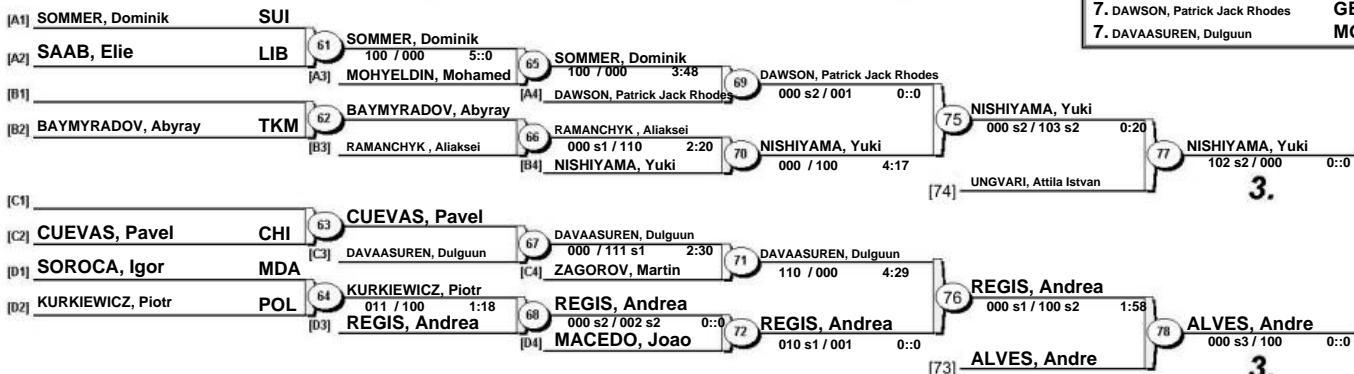 7. DAWSON, Patrick Jack Rhodes GE
7. DAVAASUREN, Dulguun MO
[A1] SOMMER, Dominik SUI
[A2] SAAB, Elie LIB
61 SOMMER, Dominik
100 / 000 5::0
[A3] MOHYELDIN, Mohamed
65 SOMMER, Dominik
100 / 000 3:48
[A4] DAWSON, Patrick Jack Rhodes
69 DAWSON, Patrick Jack Rhodes
000 s2 / 001 0::0
[B1]
[B2] BAYMYRADOV, Abyray TKM
62 BAYMYRADOV, Abyray
[B3] RAMANCHYK , Aliaksei
66 RAMANCHYK , Aliaksei
000 s1 / 110 2:20
[B4] NISHIYAMA, Yuki
70 NISHIYAMA, Yuki
000 / 100 4:17
75 NISHIYAMA, Yuki
000 s2 / 103 s2 0:20
[74] UNGVARI, Attila Istvan
77 NISHIYAMA, Yuki
102 s2 / 000 0::0
3.
[C1]
[C2] CUEVAS, Pavel CHI
63 CUEVAS, Pavel
[C3] DAVAASUREN, Dulguun
67 DAVAASUREN, Dulguun
000 / 111 s1 2:30
[C4] ZAGOROV, Martin
71 DAVAASUREN, Dulguun
110 / 000 4:29
[D1] SOROCA, Igor MDA
[D2] KURKIEWICZ, Piotr POL
64 KURKIEWICZ, Piotr
011 / 100 1:18
[D3] REGIS, Andrea
68 REGIS, Andrea
000 s2 / 002 s2 0::0
[D4] MACEDO, Joao
72 REGIS, Andrea
010 s1 / 001 0::0
76 REGIS, Andrea
000 s1 / 100 s2 1:58
[73] ALVES, Andre
78 ALVES, Andre
000 s3 / 100 0::0
3.